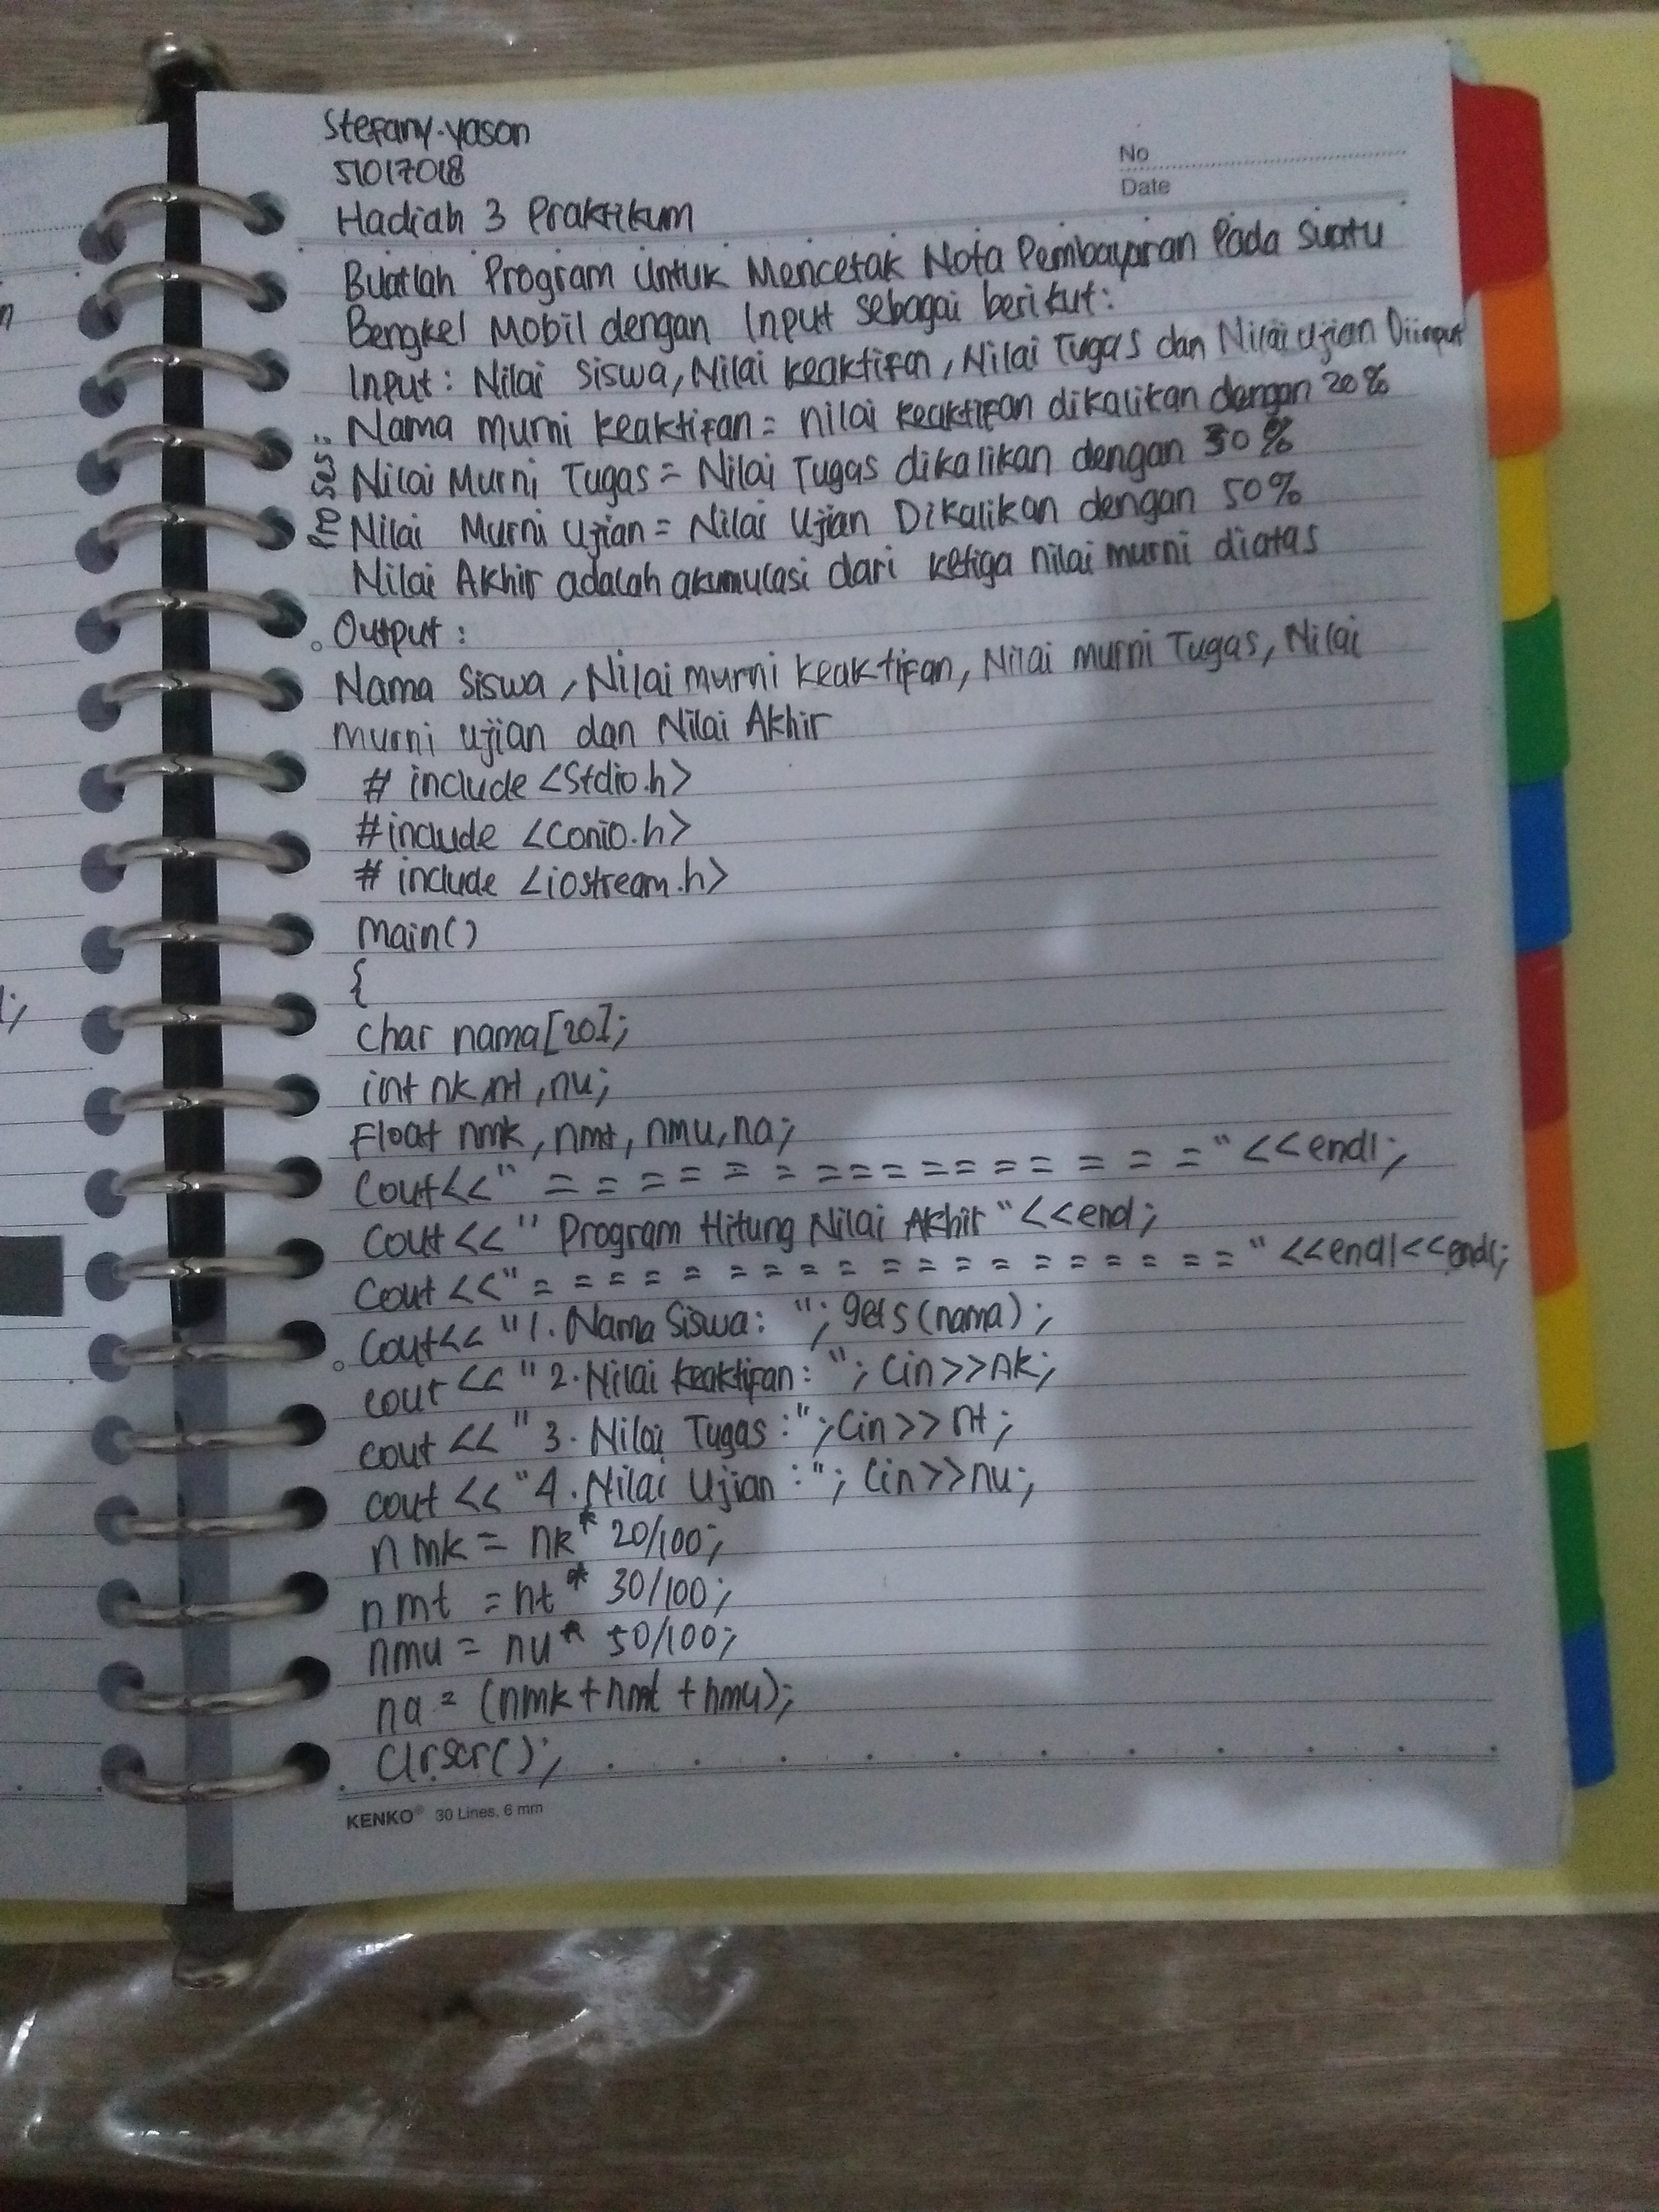 Stefany.yason
51017018
Hadiah 3 Praktikum
No
Date
Buatlah Program Untuk Mencetak Nota Pembayaran Pada Suatu
Bengkel Mobil dengan Input sebagai berikut:
Input: Nilai Siswa, Nilai keaktifan, Nilai Tugas dan Nilai Ujian Diinput
Proses:
Nama murni keaktifan = nilai keaktifan dikalikan dengan 20%
Nilai Murni Tugas = Nilai Tugas dikalikan dengan 30%
Nilai Murni Ujian = Nilai Ujian Dikalikan dengan 50%
Nilai Akhir adalah akumulasi dari ketiga nilai murni diatas
Output:
Nama Siswa, Nilai murni keaktifan, Nilai murni Tugas, Nilai
murni ujian dan Nilai Akhir
# include <Stdio.h>
#include <conio.h>
# include <iostream.h>
main()
{
char nama[20];
int nk, nt, nu;
Float nmk, nmt, nmu, na;
Cout<<" = = = = = = = = = = = = = = = = "<<endl;
Cout<<" Program Hitung Nilai Akhir "<<end;
Cout <<" = = = = = = = = = = = = = = = = = = = " <<endl<<endl;
Cout<< "1. Nama Siswa: "; gets(nama);
cout << "2. Nilai keaktifan: "; Cin>>nk;
cout << "3. Nilai Tugas :"; Cin>> nt;
cout << "4. Nilai Ujian :"; Cin>>nu;
nmk = nk* 20/100;
nmt = nt* 30/100;
nmu = nu* 50/100;
na = (nmk+nmt+nmu);
Clrscr();
KENKO® 30 Lines, 6 mm